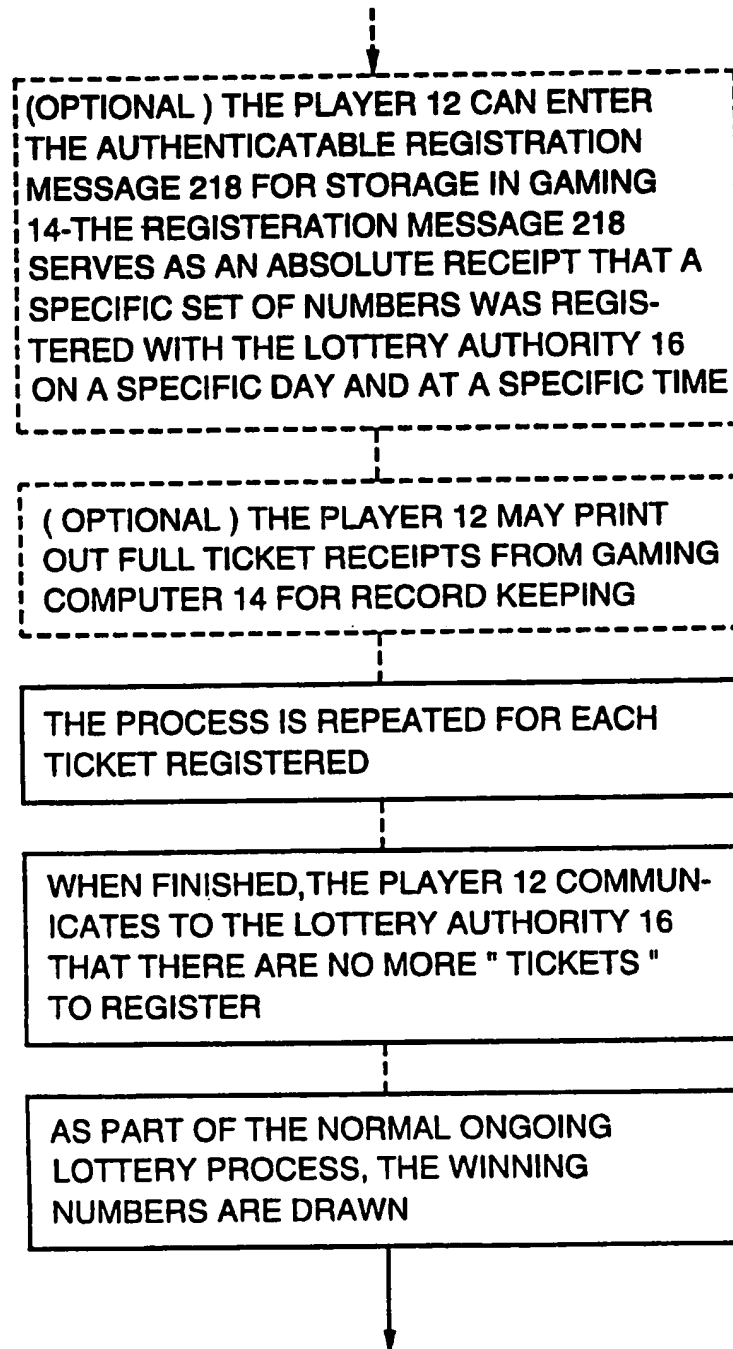 (OPTIONAL ) THE PLAYER 12 CAN ENTER
THE AUTHENTICATABLE REGISTRATION
MESSAGE 218 FOR STORAGE IN GAMING
14-THE REGISTERATION MESSAGE 218
SERVES AS AN ABSOLUTE RECEIPT THAT A
SPECIFIC SET OF NUMBERS WAS REGIS-
TERED WITH THE LOTTERY AUTHORITY 16
ON A SPECIFIC DAY AND AT A SPECIFIC TIME
( OPTIONAL ) THE PLAYER 12 MAY PRINT
OUT FULL TICKET RECEIPTS FROM GAMING
COMPUTER 14 FOR RECORD KEEPING
THE PROCESS IS REPEATED FOR EACH
TICKET REGISTERED
WHEN FINISHED,THE PLAYER 12 COMMUN-
ICATES TO THE LOTTERY AUTHORITY 16
THAT THERE ARE NO MORE " TICKETS "
TO REGISTER
AS PART OF THE NORMAL ONGOING
LOTTERY PROCESS, THE WINNING
NUMBERS ARE DRAWN